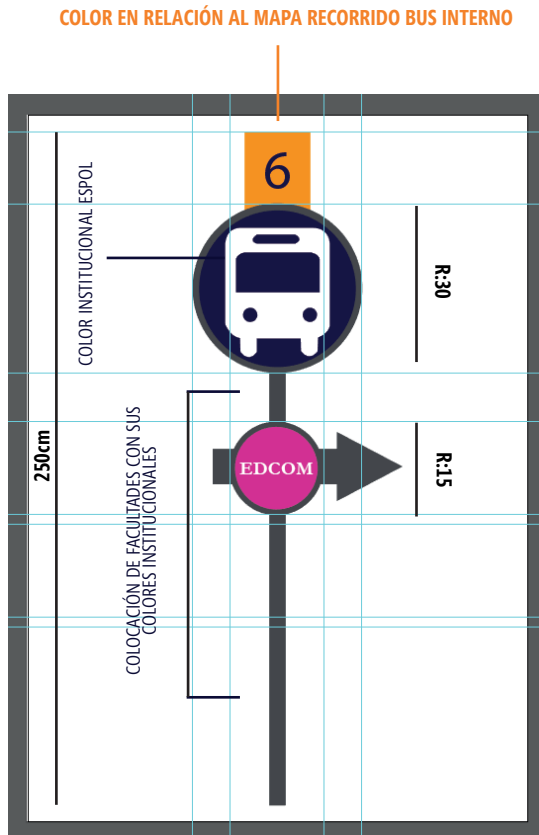 COLOR EN RELACIÓN AL MAPA RECORRIDO BUS INTERNO
6
COLOR INSTITUCIONAL ESPOL
R:30
250cm
COLOCACIÓN DE FACULTADES CON SUS
COLORES INSTITUCIONALES
EDCOM
R:15